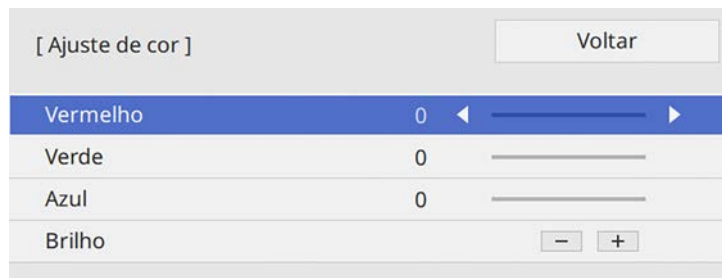 [ Ajuste de cor ]
Voltar
Vermelho 0
Verde 0
Azul 0
Brilho − +